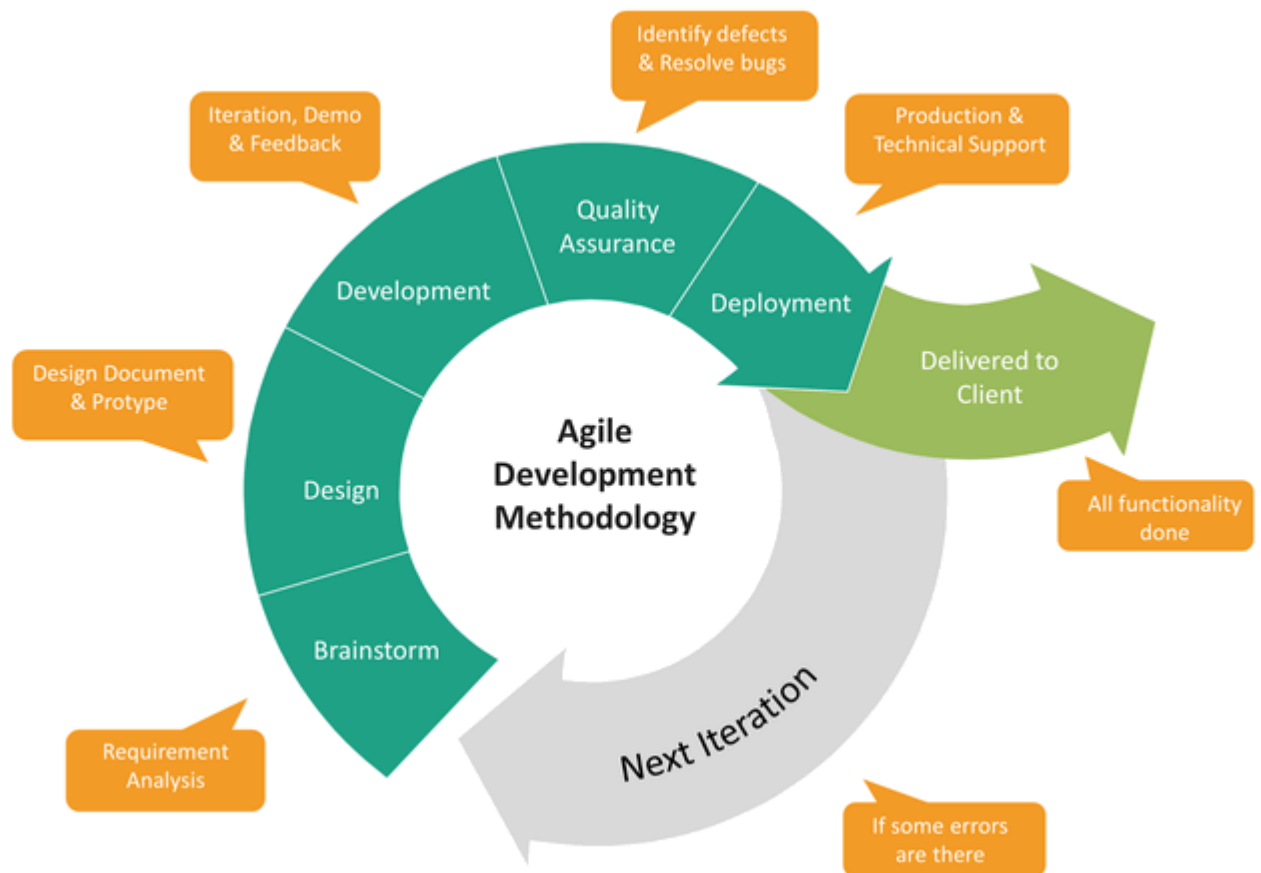 Identify defects
& Resolve bugs
Iteration, Demo
& Feedback
Production &
Technical Support
Quality
Assurance
Development
Deployment
Design Document
& Protype
Delivered to
Client
Agile
Development
Methodology
Design
All functionality
done
Brainstorm
Next Iteration
Requirement
Analysis
If some errors
are there